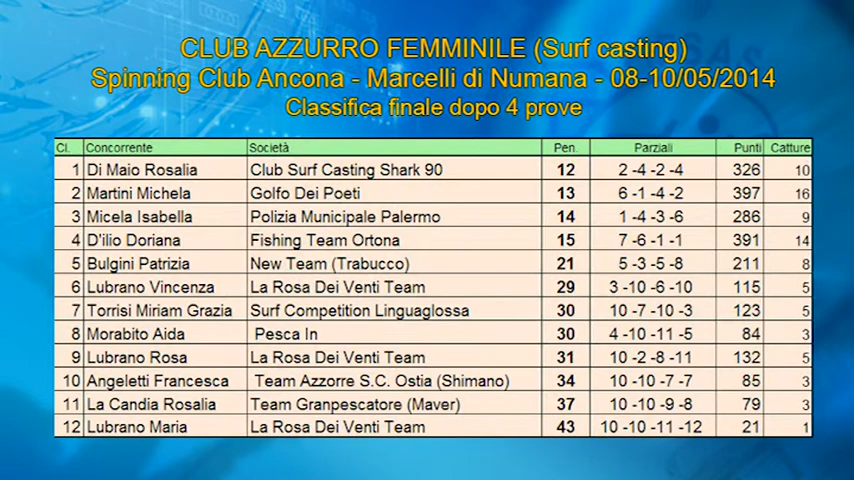 CLUB AZZURRO FEMMINILE (Surf casting)
Spinning Club Ancona - Marcelli di Numana - 08-10/05/2014
Classifica finale dopo 4 prove
Cl. Concorrente Società Pen. Parziali Punti Catture
1 Di Maio Rosalia Club Surf Casting Shark 90 12 2 -4 -2 -4 326 10
2 Martini Michela Golfo Dei Poeti 13 6 -1 -4 -2 397 16
3 Micela Isabella Polizia Municipale Palermo 14 1 -4 -3 -6 286 9
4 D'ilio Doriana Fishing Team Ortona 15 7 -6 -1 -1 391 14
5 Bulgini Patrizia New Team (Trabucco) 21 5 -3 -5 -8 211 8
6 Lubrano Vincenza La Rosa Dei Venti Team 29 3 -10 -6 -10 115 5
7 Torrisi Miriam Grazia Surf Competition Linguaglossa 30 10 -7 -10 -3 123 5
8 Morabito Aida Pesca In 30 4 -10 -11 -5 84 3
9 Lubrano Rosa La Rosa Dei Venti Team 31 10 -2 -8 -11 132 5
10 Angeletti Francesca Team Azzorre S.C. Ostia (Shimano) 34 10 -10 -7 -7 85 3
11 La Candia Rosalia Team Granpescatore (Maver) 37 10 -10 -9 -8 79 3
12 Lubrano Maria La Rosa Dei Venti Team 43 10 -10 -11 -12 21 1